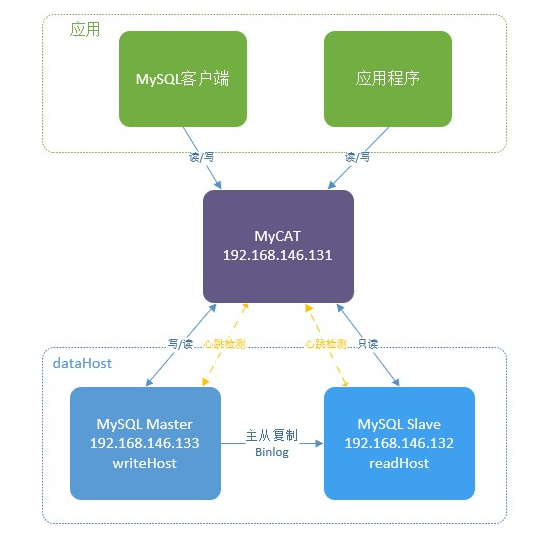 应用
MySQL客户端
应用程序
读/写
读/写
MyCAT
192.168.146.131
写/读
心跳检测
心跳检测
只读
dataHost
MySQL Master
192.168.146.133
writeHost
主从复制
Binlog
MySQL Slave
192.168.146.132
readHost